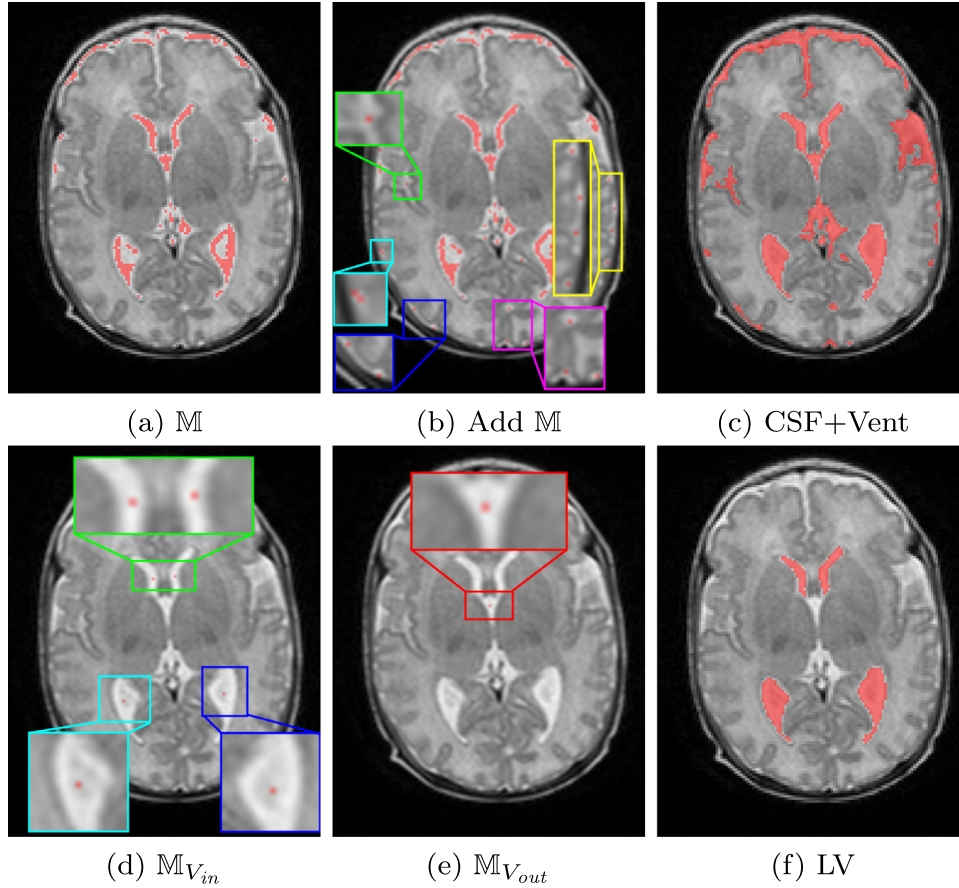 (a) 𝕄
(b) Add 𝕄
(c) CSF+Vent
(d) 𝕄_{V_{in}}
(e) 𝕄_{V_{out}}
(f) LV